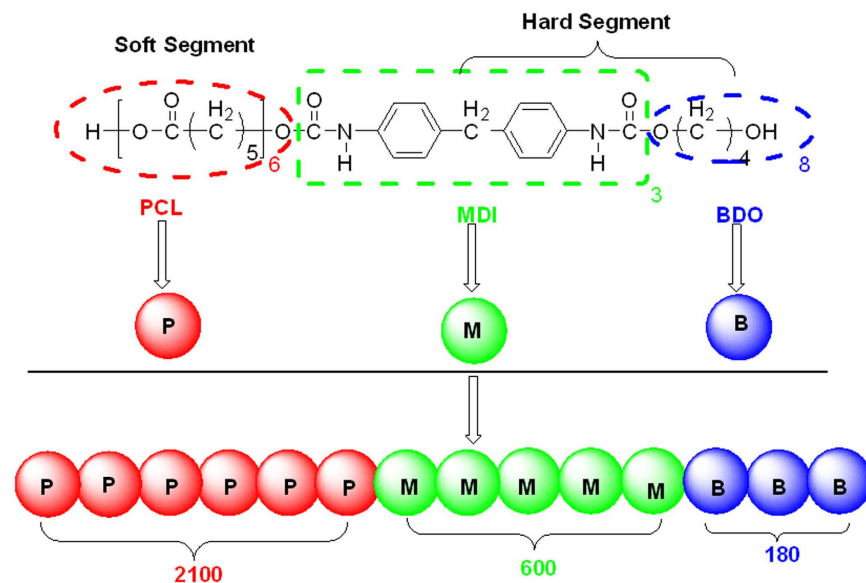 Hard Segment
Soft Segment
O H2 O H2 O H2
H O C C 5 O 6 C N C N C O C 4 OH 8
H H 3
PCL MDI BDO
P M B
P P P P P P M M M M M B B B
2100 600 180